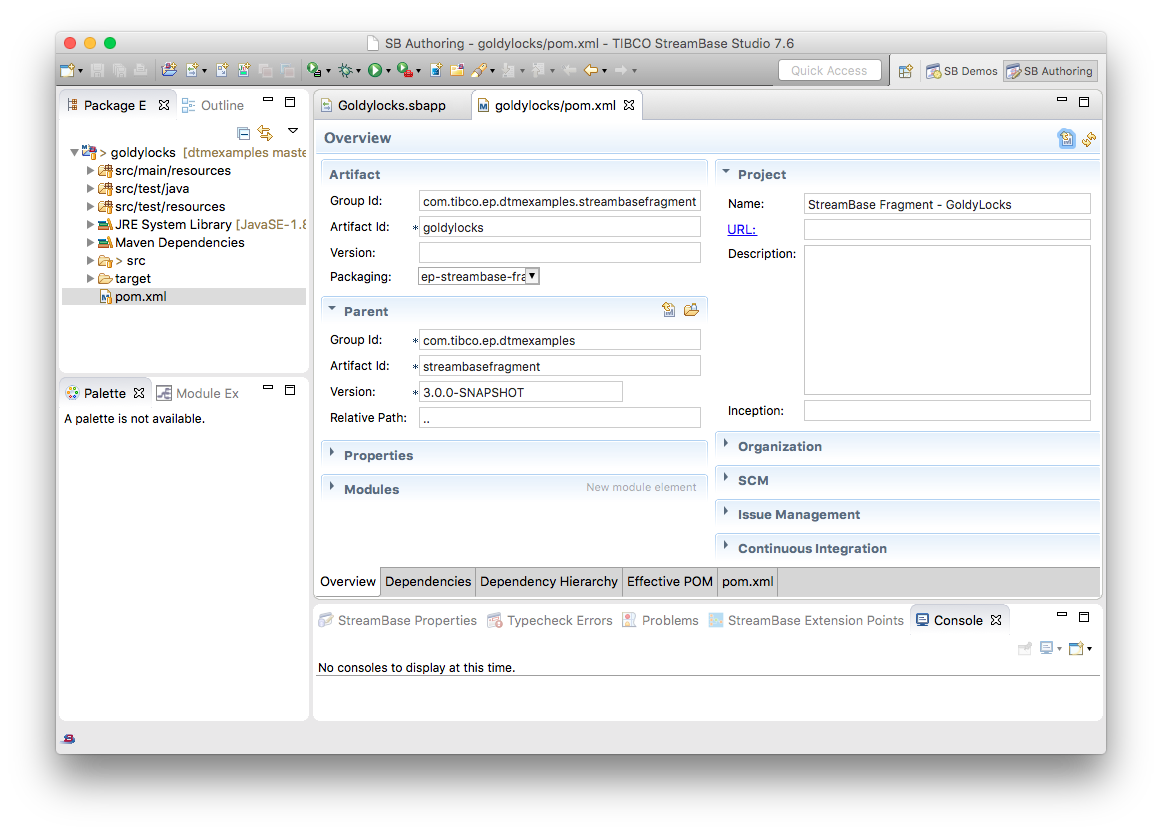 SB Authoring - goldylocks/pom.xml - TIBCO StreamBase Studio 7.6
Quick Access
SB Demos
SB Authoring
Package E
Outline
> goldylocks [dtmexamples maste
src/main/resources
src/test/java
src/test/resources
JRE System Library [JavaSE-1.8
Maven Dependencies
> src
target
pom.xml
Palette
Module Ex
A palette is not available.
Goldylocks.sbapp
goldylocks/pom.xml
Overview
Artifact
Group Id: com.tibco.ep.dtmexamples.streambasefragment
Artifact Id: * goldylocks
Version:
Packaging: ep-streambase-fra
Parent
Group Id: * com.tibco.ep.dtmexamples
Artifact Id: * streambasefragment
Version: * 3.0.0-SNAPSHOT
Relative Path: ..
Properties
Modules New module element
Project
Name: StreamBase Fragment - GoldyLocks
URL:
Description:
Inception:
Organization
SCM
Issue Management
Continuous Integration
Overview Dependencies Dependency Hierarchy Effective POM pom.xml
StreamBase Properties Typecheck Errors Problems StreamBase Extension Points Console
No consoles to display at this time.